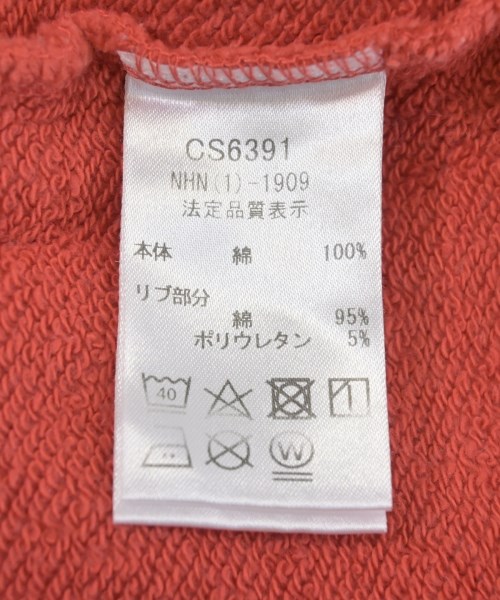 CS6391
NHN(1)-1909
法定品質表示
本体 綿 100%
リブ部分
綿 95%
ポリウレタン 5%
40
W